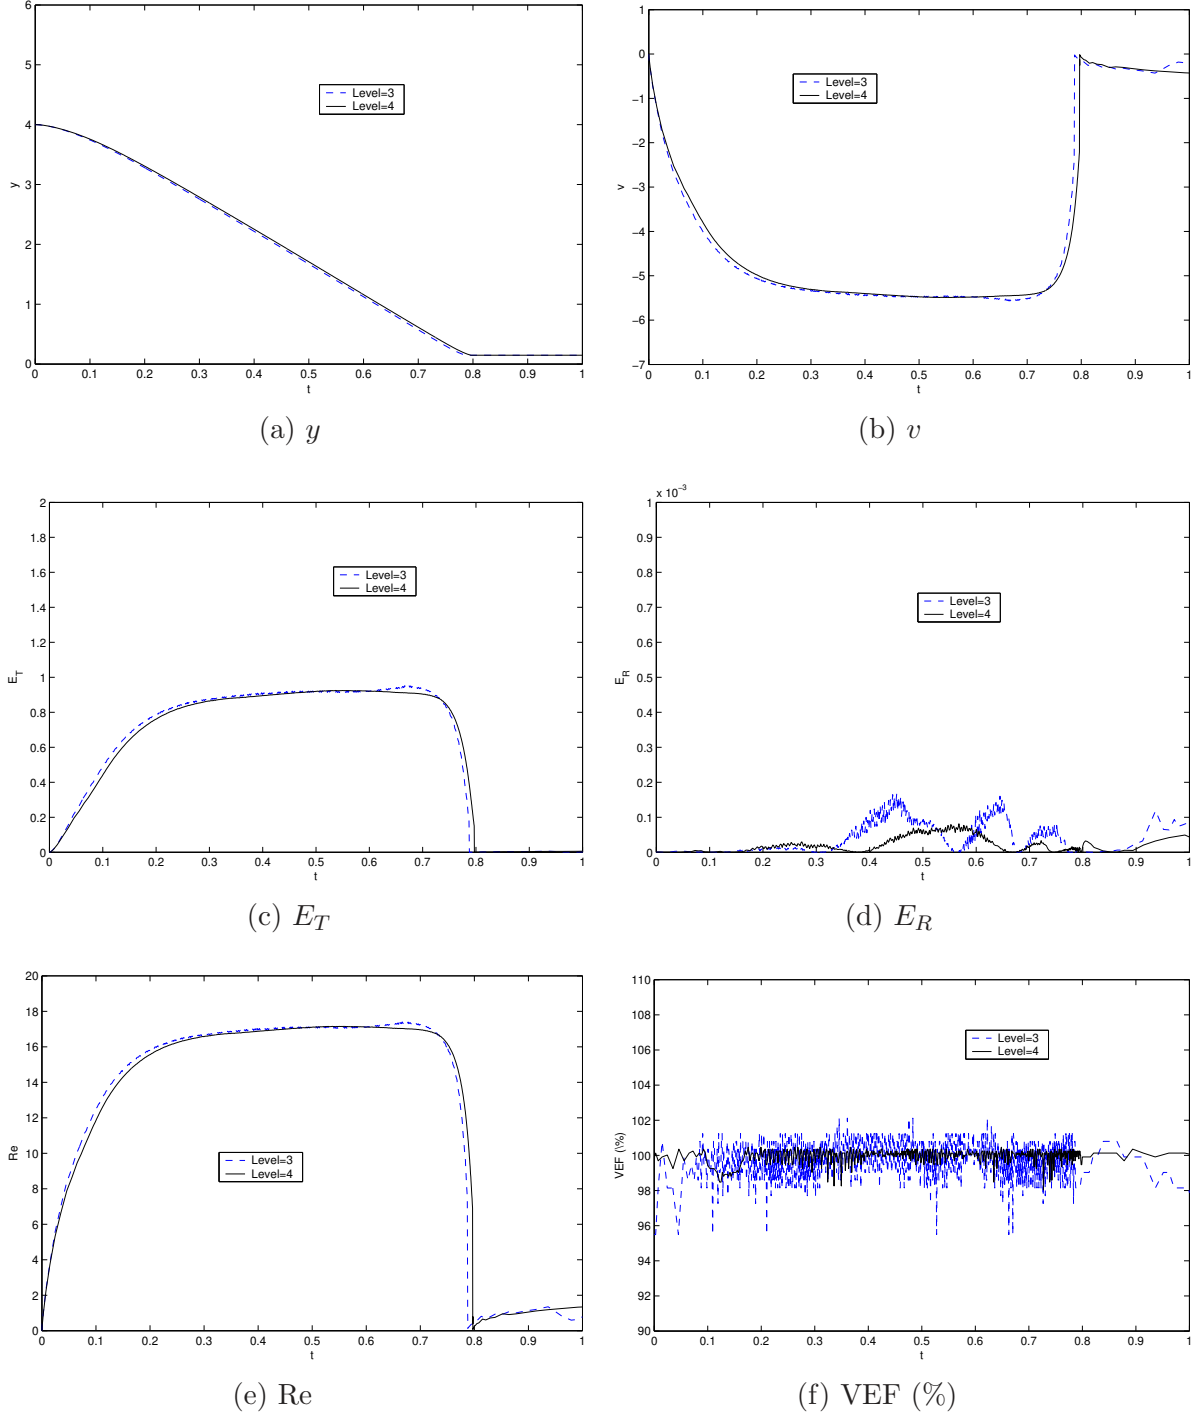 6
5
4
3
2
1
0
y
Level=3
Level=4
0 0.1 0.2 0.3 0.4 0.5 0.6 0.7 0.8 0.9 1
t
(a) y
1
0
−1
−2
−3
−4
−5
−6
−7
v
Level=3
Level=4
0 0.1 0.2 0.3 0.4 0.5 0.6 0.7 0.8 0.9 1
t
(b) v
2
1.8
1.6
1.4
1.2
1
0.8
0.6
0.4
0.2
0
E_T
Level=3
Level=4
0 0.1 0.2 0.3 0.4 0.5 0.6 0.7 0.8 0.9 1
t
(c) E_T
x 10^-3
1
0.9
0.8
0.7
0.6
0.5
0.4
0.3
0.2
0.1
0
E_R
Level=3
Level=4
0 0.1 0.2 0.3 0.4 0.5 0.6 0.7 0.8 0.9 1
t
(d) E_R
20
18
16
14
12
10
8
6
4
2
0
Re
Level=3
Level=4
0 0.1 0.2 0.3 0.4 0.5 0.6 0.7 0.8 0.9 1
t
(e) Re
110
108
106
104
102
100
98
96
94
92
90
VEF (%)
Level=3
Level=4
0 0.1 0.2 0.3 0.4 0.5 0.6 0.7 0.8 0.9 1
t
(f) VEF (%)